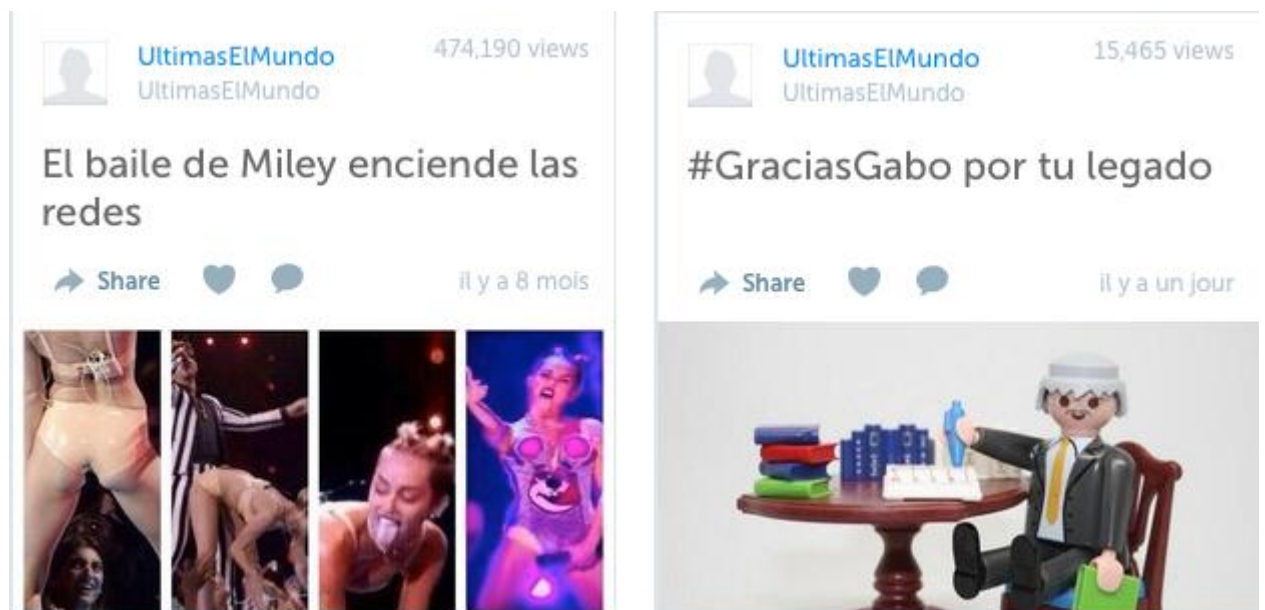 UltimasElMundo
474,190 views
UltimasElMundo
El baile de Miley enciende las
redes
Share
il y a 8 mois
UltimasElMundo
15,465 views
UltimasElMundo
#GraciasGabo por tu legado
Share
il y a un jour